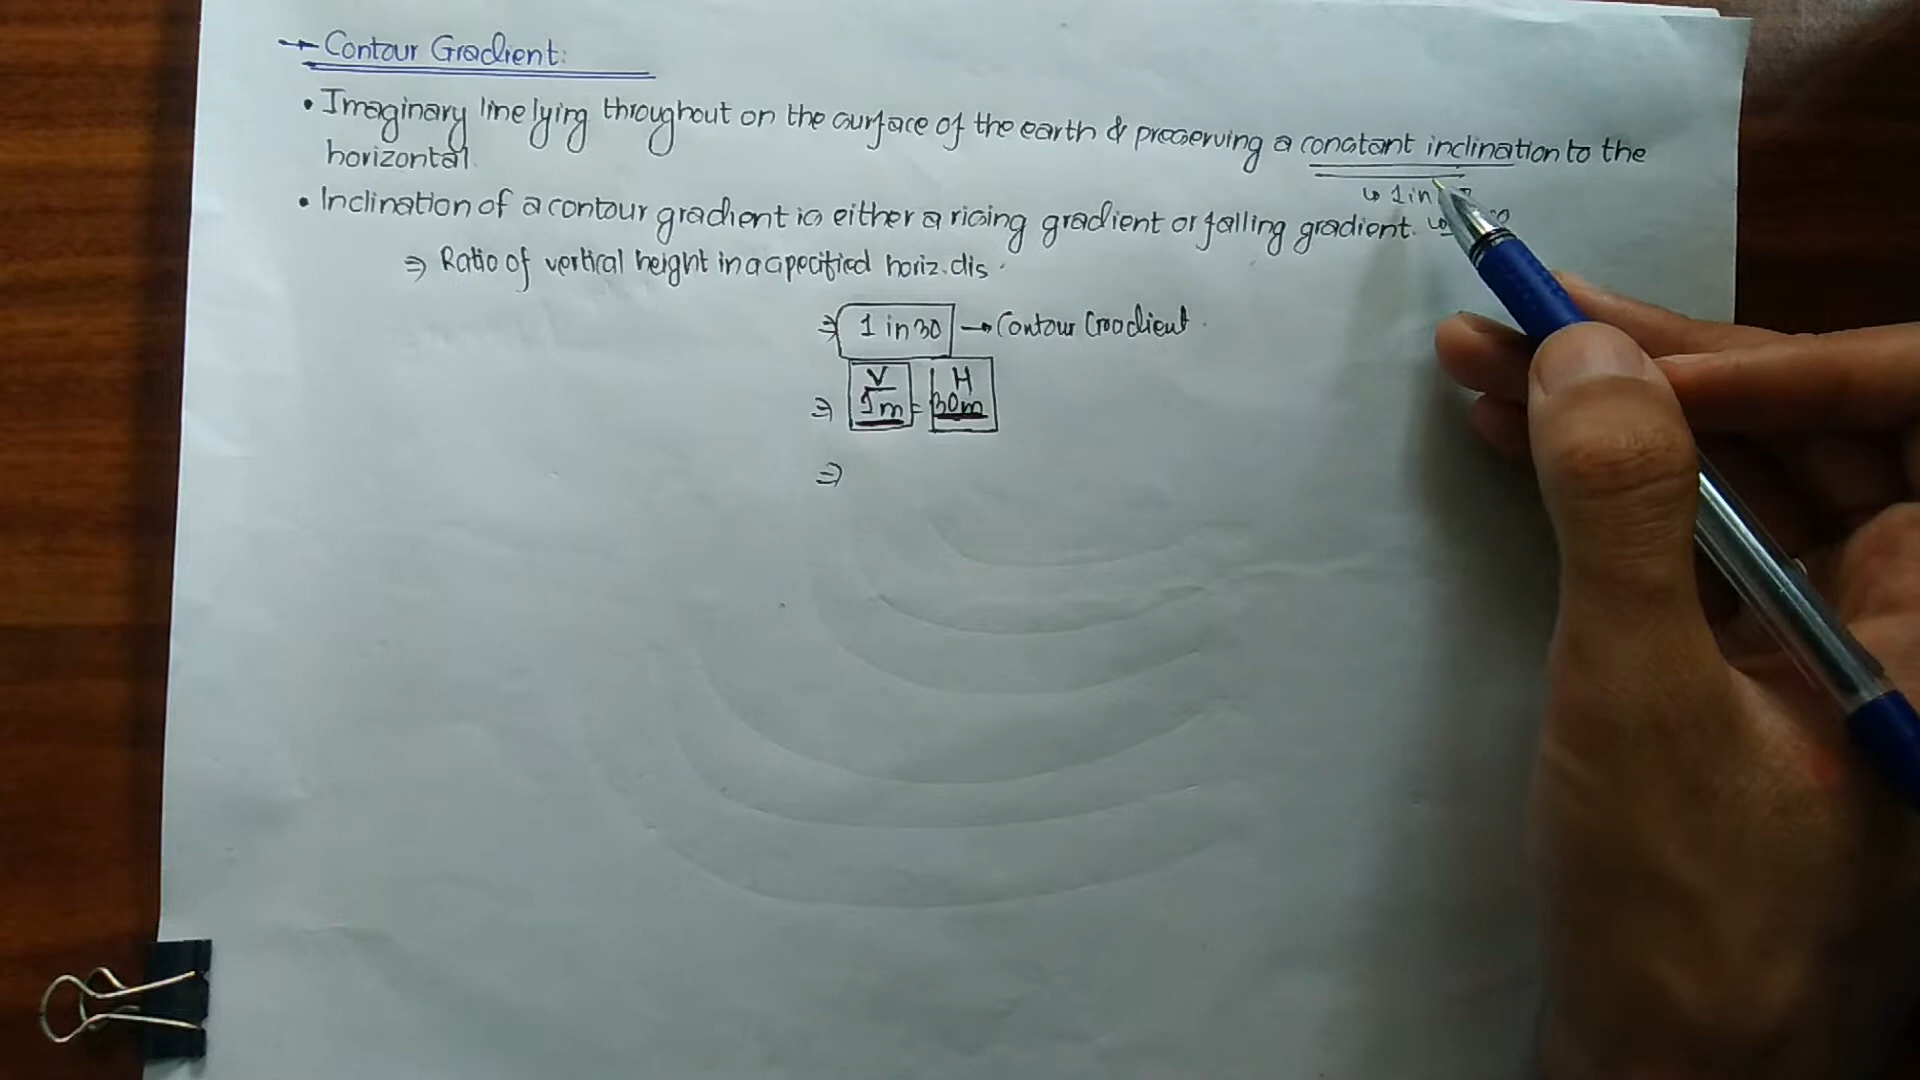 → Contour Gradient:
• Imaginary line lying throughout on the surface of the earth & preserving a constant inclination to the
horizontal.
↳ 1 in
• Inclination of a contour gradient is either a rising gradient or falling gradient. ↳
⇒ Ratio of vertical height in a specified horiz. dis.
⇒ 1 in 30 → Contour Gradient.
V H
⇒ 1m = 30m
⇒